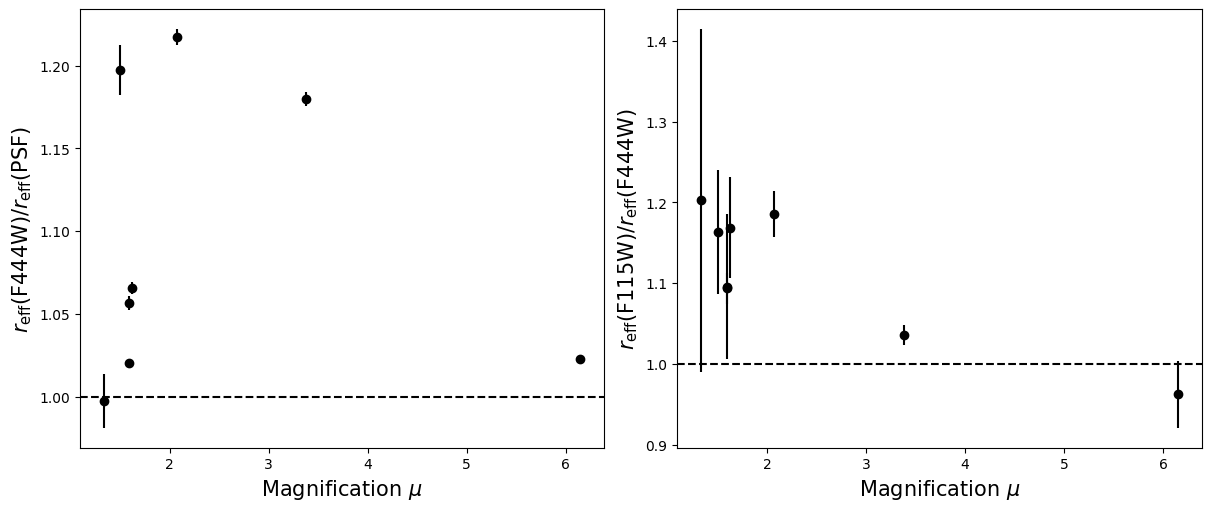 r_eff(F444W)/r_eff(PSF)
1.20
1.15
1.10
1.05
1.00
2 3 4 5 6
Magnification μ
r_eff(F115W)/r_eff(F444W)
1.4
1.3
1.2
1.1
1.0
0.9
2 3 4 5 6
Magnification μ